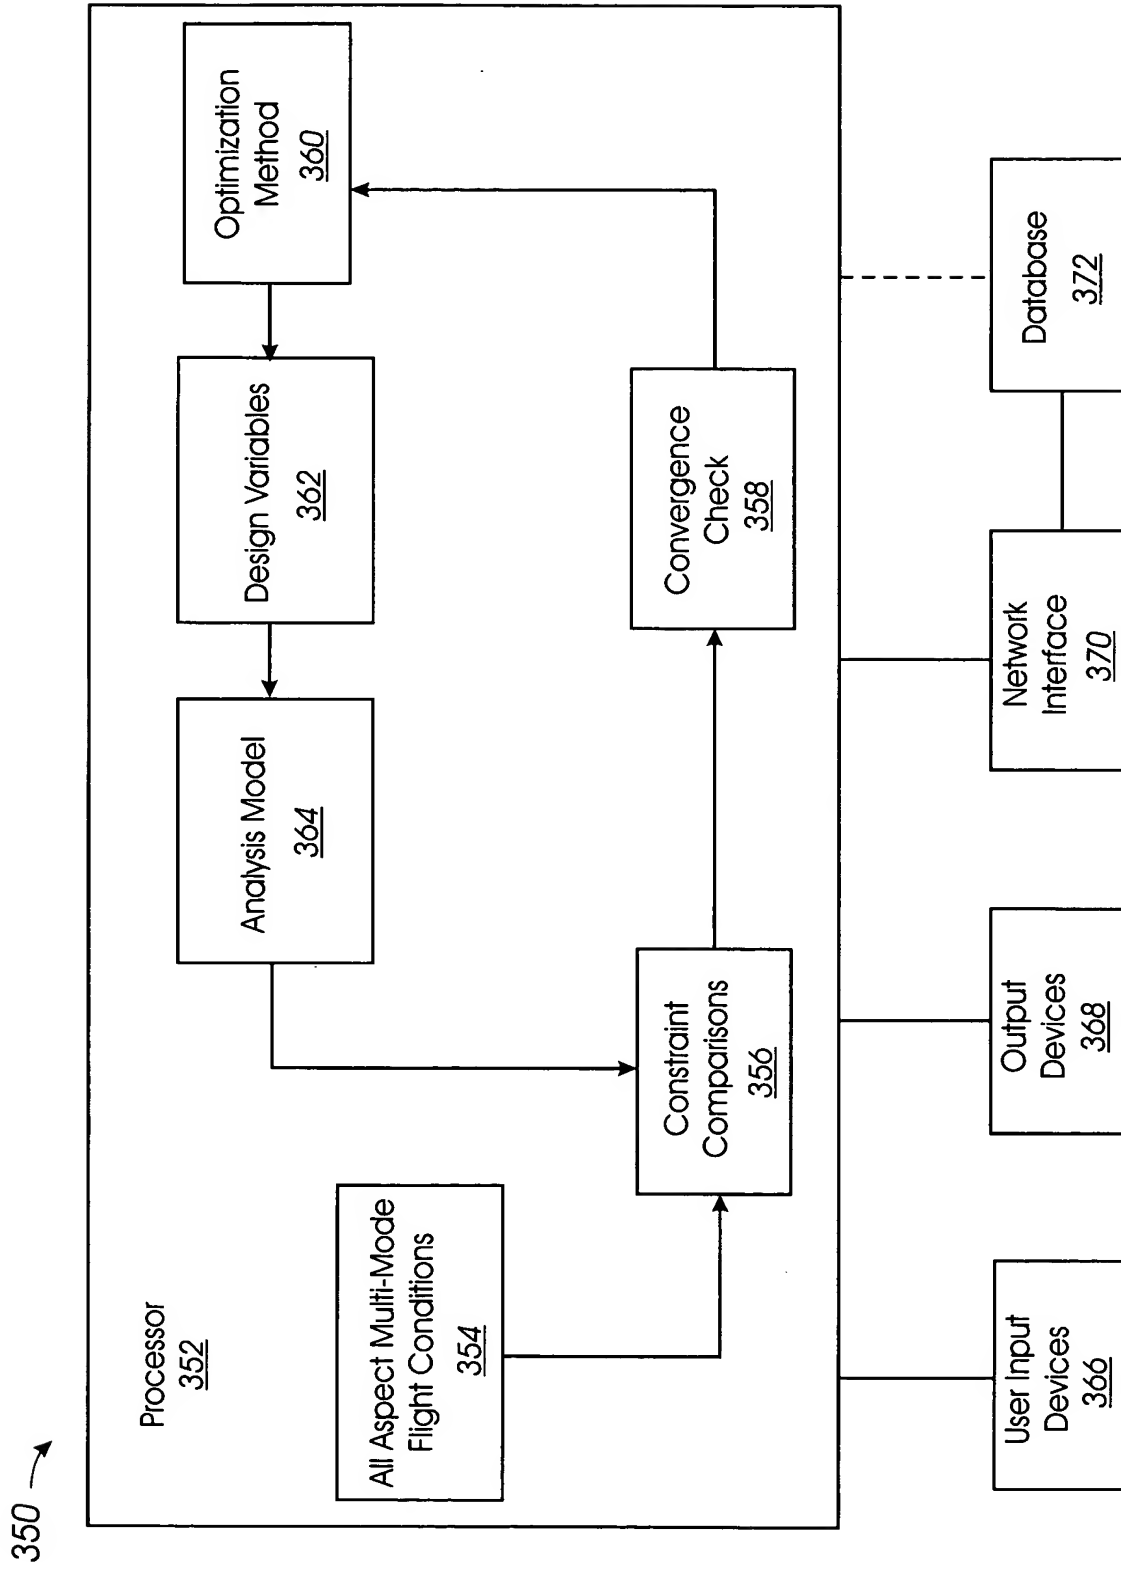 350
Processor
352
All Aspect Multi-Mode
Flight Conditions
354
Analysis Model
364
Design Variables
362
Optimization
Method
360
Constraint
Comparisons
356
Convergence
Check
358
User Input
Devices
366
Output
Devices
368
Network
Interface
370
Database
372